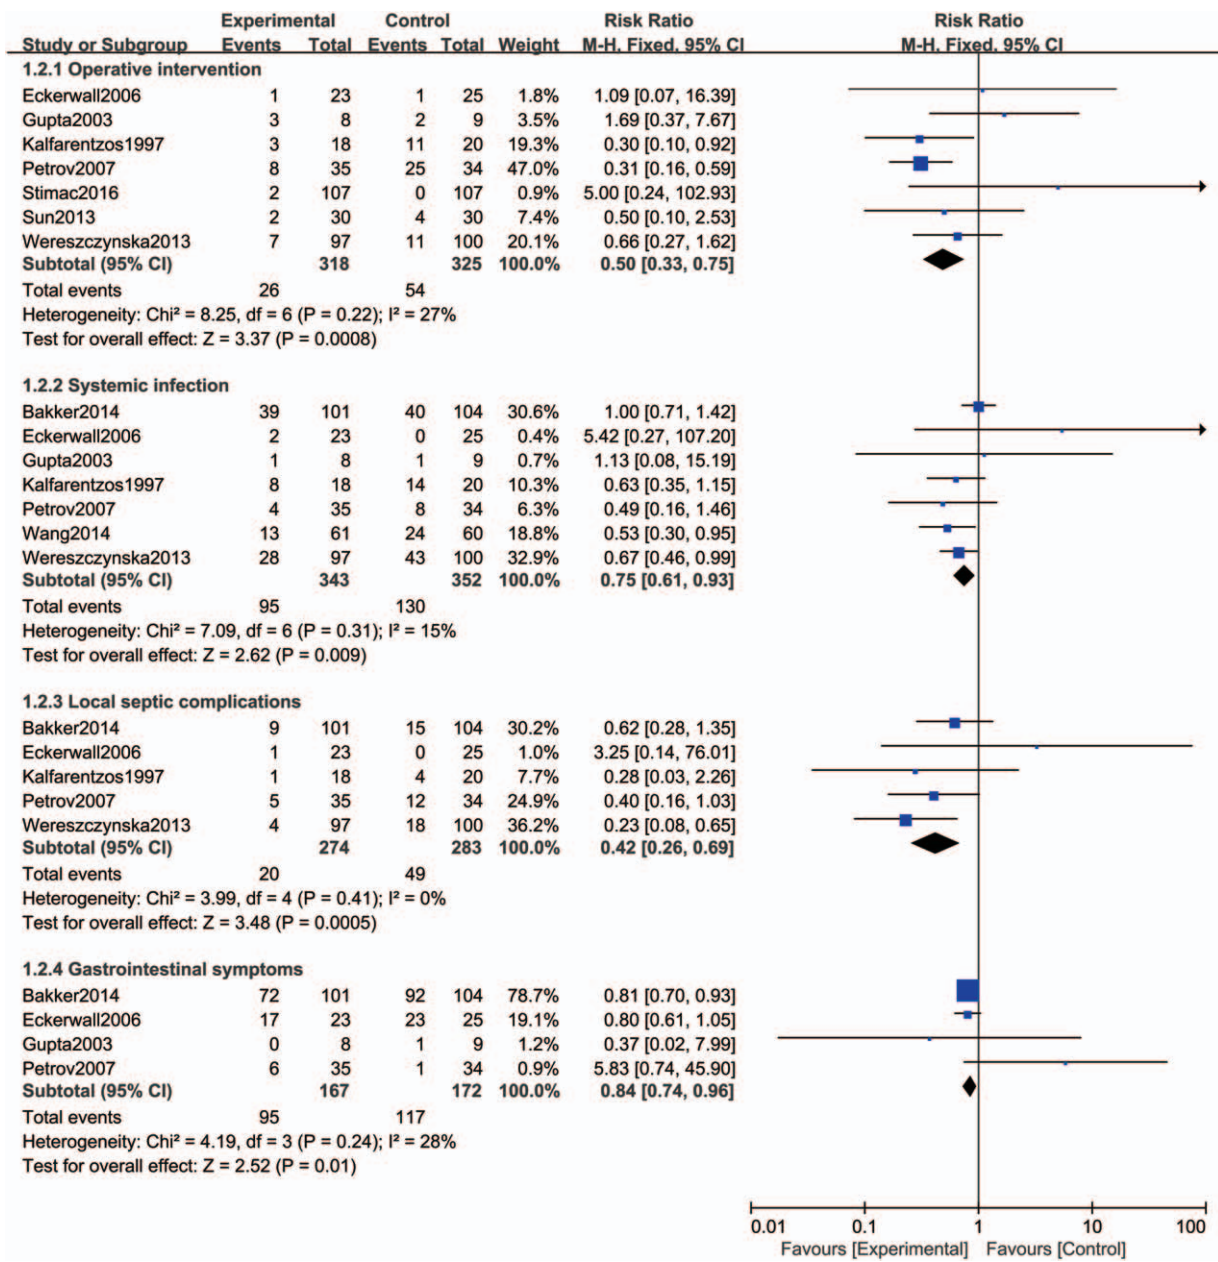 Experimental Control Risk Ratio Risk Ratio
Study or Subgroup Events Total Events Total Weight M-H, Fixed, 95% CI M-H, Fixed, 95% CI
1.2.1 Operative intervention
Eckerwall2006 1 23 1 25 1.8% 1.09 [0.07, 16.39]
Gupta2003 3 8 2 9 3.5% 1.69 [0.37, 7.67]
Kalfarentzos1997 3 18 11 20 19.3% 0.30 [0.10, 0.92]
Petrov2007 8 35 25 34 47.0% 0.31 [0.16, 0.59]
Stimac2016 2 107 0 107 0.9% 5.00 [0.24, 102.93]
Sun2013 2 30 4 30 7.4% 0.50 [0.10, 2.53]
Wereszczynska2013 7 97 11 100 20.1% 0.66 [0.27, 1.62]
Subtotal (95% CI) 318 325 100.0% 0.50 [0.33, 0.75]
Total events 26 54
Heterogeneity: Chi² = 8.25, df = 6 (P = 0.22); I² = 27%
Test for overall effect: Z = 3.37 (P = 0.0008)
1.2.2 Systemic infection
Bakker2014 39 101 40 104 30.6% 1.00 [0.71, 1.42]
Eckerwall2006 2 23 0 25 0.4% 5.42 [0.27, 107.20]
Gupta2003 1 8 1 9 0.7% 1.13 [0.08, 15.19]
Kalfarentzos1997 8 18 14 20 10.3% 0.63 [0.35, 1.15]
Petrov2007 4 35 8 34 6.3% 0.49 [0.16, 1.46]
Wang2014 13 61 24 60 18.8% 0.53 [0.30, 0.95]
Wereszczynska2013 28 97 43 100 32.9% 0.67 [0.46, 0.99]
Subtotal (95% CI) 343 352 100.0% 0.75 [0.61, 0.93]
Total events 95 130
Heterogeneity: Chi² = 7.09, df = 6 (P = 0.31); I² = 15%
Test for overall effect: Z = 2.62 (P = 0.009)
1.2.3 Local septic complications
Bakker2014 9 101 15 104 30.2% 0.62 [0.28, 1.35]
Eckerwall2006 1 23 0 25 1.0% 3.25 [0.14, 76.01]
Kalfarentzos1997 1 18 4 20 7.7% 0.28 [0.03, 2.26]
Petrov2007 5 35 12 34 24.9% 0.40 [0.16, 1.03]
Wereszczynska2013 4 97 18 100 36.2% 0.23 [0.08, 0.65]
Subtotal (95% CI) 274 283 100.0% 0.42 [0.26, 0.69]
Total events 20 49
Heterogeneity: Chi² = 3.99, df = 4 (P = 0.41); I² = 0%
Test for overall effect: Z = 3.48 (P = 0.0005)
1.2.4 Gastrointestinal symptoms
Bakker2014 72 101 92 104 78.7% 0.81 [0.70, 0.93]
Eckerwall2006 17 23 23 25 19.1% 0.80 [0.61, 1.05]
Gupta2003 0 8 1 9 1.2% 0.37 [0.02, 7.99]
Petrov2007 6 35 1 34 0.9% 5.83 [0.74, 45.90]
Subtotal (95% CI) 167 172 100.0% 0.84 [0.74, 0.96]
Total events 95 117
Heterogeneity: Chi² = 4.19, df = 3 (P = 0.24); I² = 28%
Test for overall effect: Z = 2.52 (P = 0.01)
0.01 0.1 1 10 100
Favours [Experimental] Favours [Control]